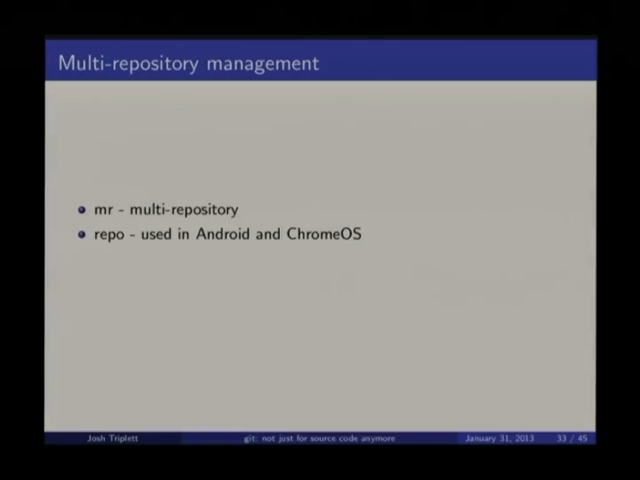 Multi-repository management
mr - multi-repository
repo - used in Android and ChromeOS
Josh Triplett git: not just for source code anymore January 31, 2013 33 / 45